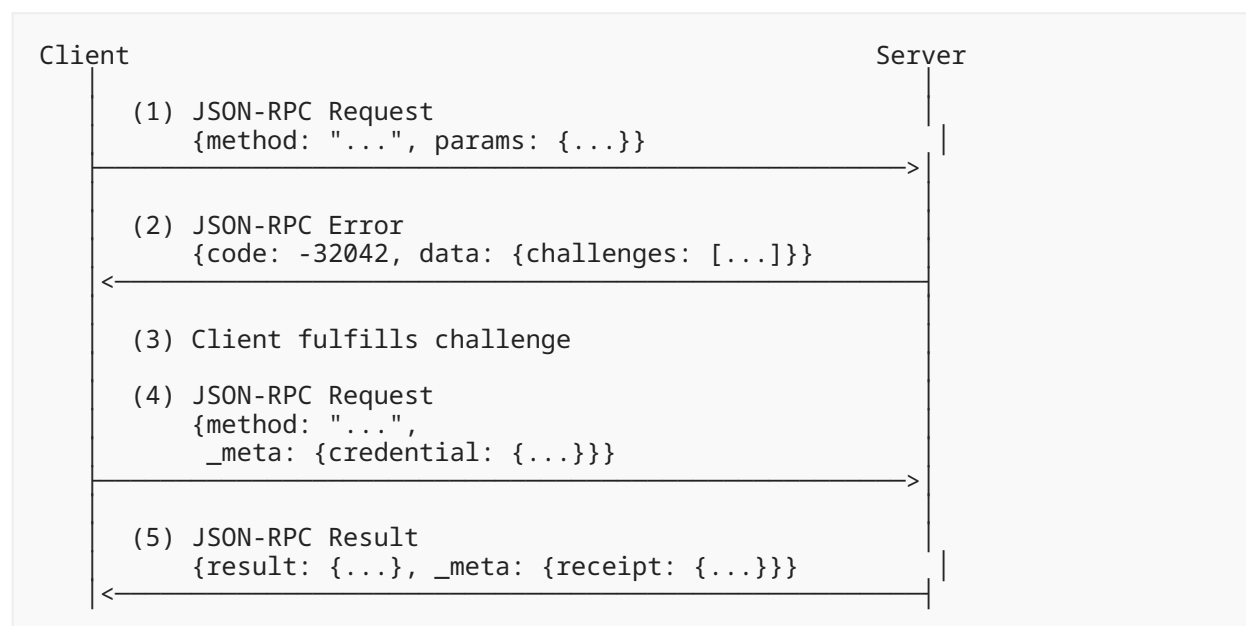 Client Server
(1) JSON-RPC Request
{method: "...", params: {...}}
(2) JSON-RPC Error
{code: -32042, data: {challenges: [...]}}
(3) Client fulfills challenge
(4) JSON-RPC Request
{method: "...",
_meta: {credential: {...}}}
(5) JSON-RPC Result
{result: {...}, _meta: {receipt: {...}}}